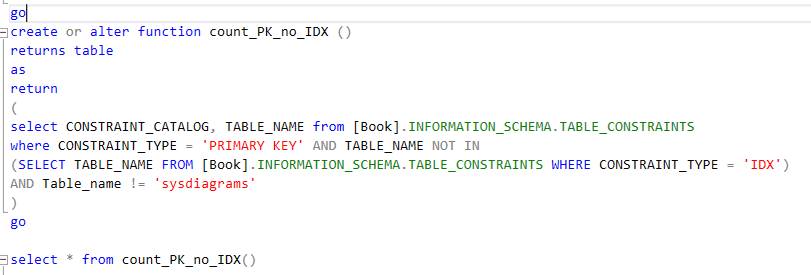 go
create or alter function count_PK_no_IDX ()
returns table
as
return
(
select CONSTRAINT_CATALOG, TABLE_NAME from [Book].INFORMATION_SCHEMA.TABLE_CONSTRAINTS
where CONSTRAINT_TYPE = 'PRIMARY KEY' AND TABLE_NAME NOT IN
(SELECT TABLE_NAME FROM [Book].INFORMATION_SCHEMA.TABLE_CONSTRAINTS WHERE CONSTRAINT_TYPE = 'IDX')
AND Table_name != 'sysdiagrams'
)
go
select * from count_PK_no_IDX()